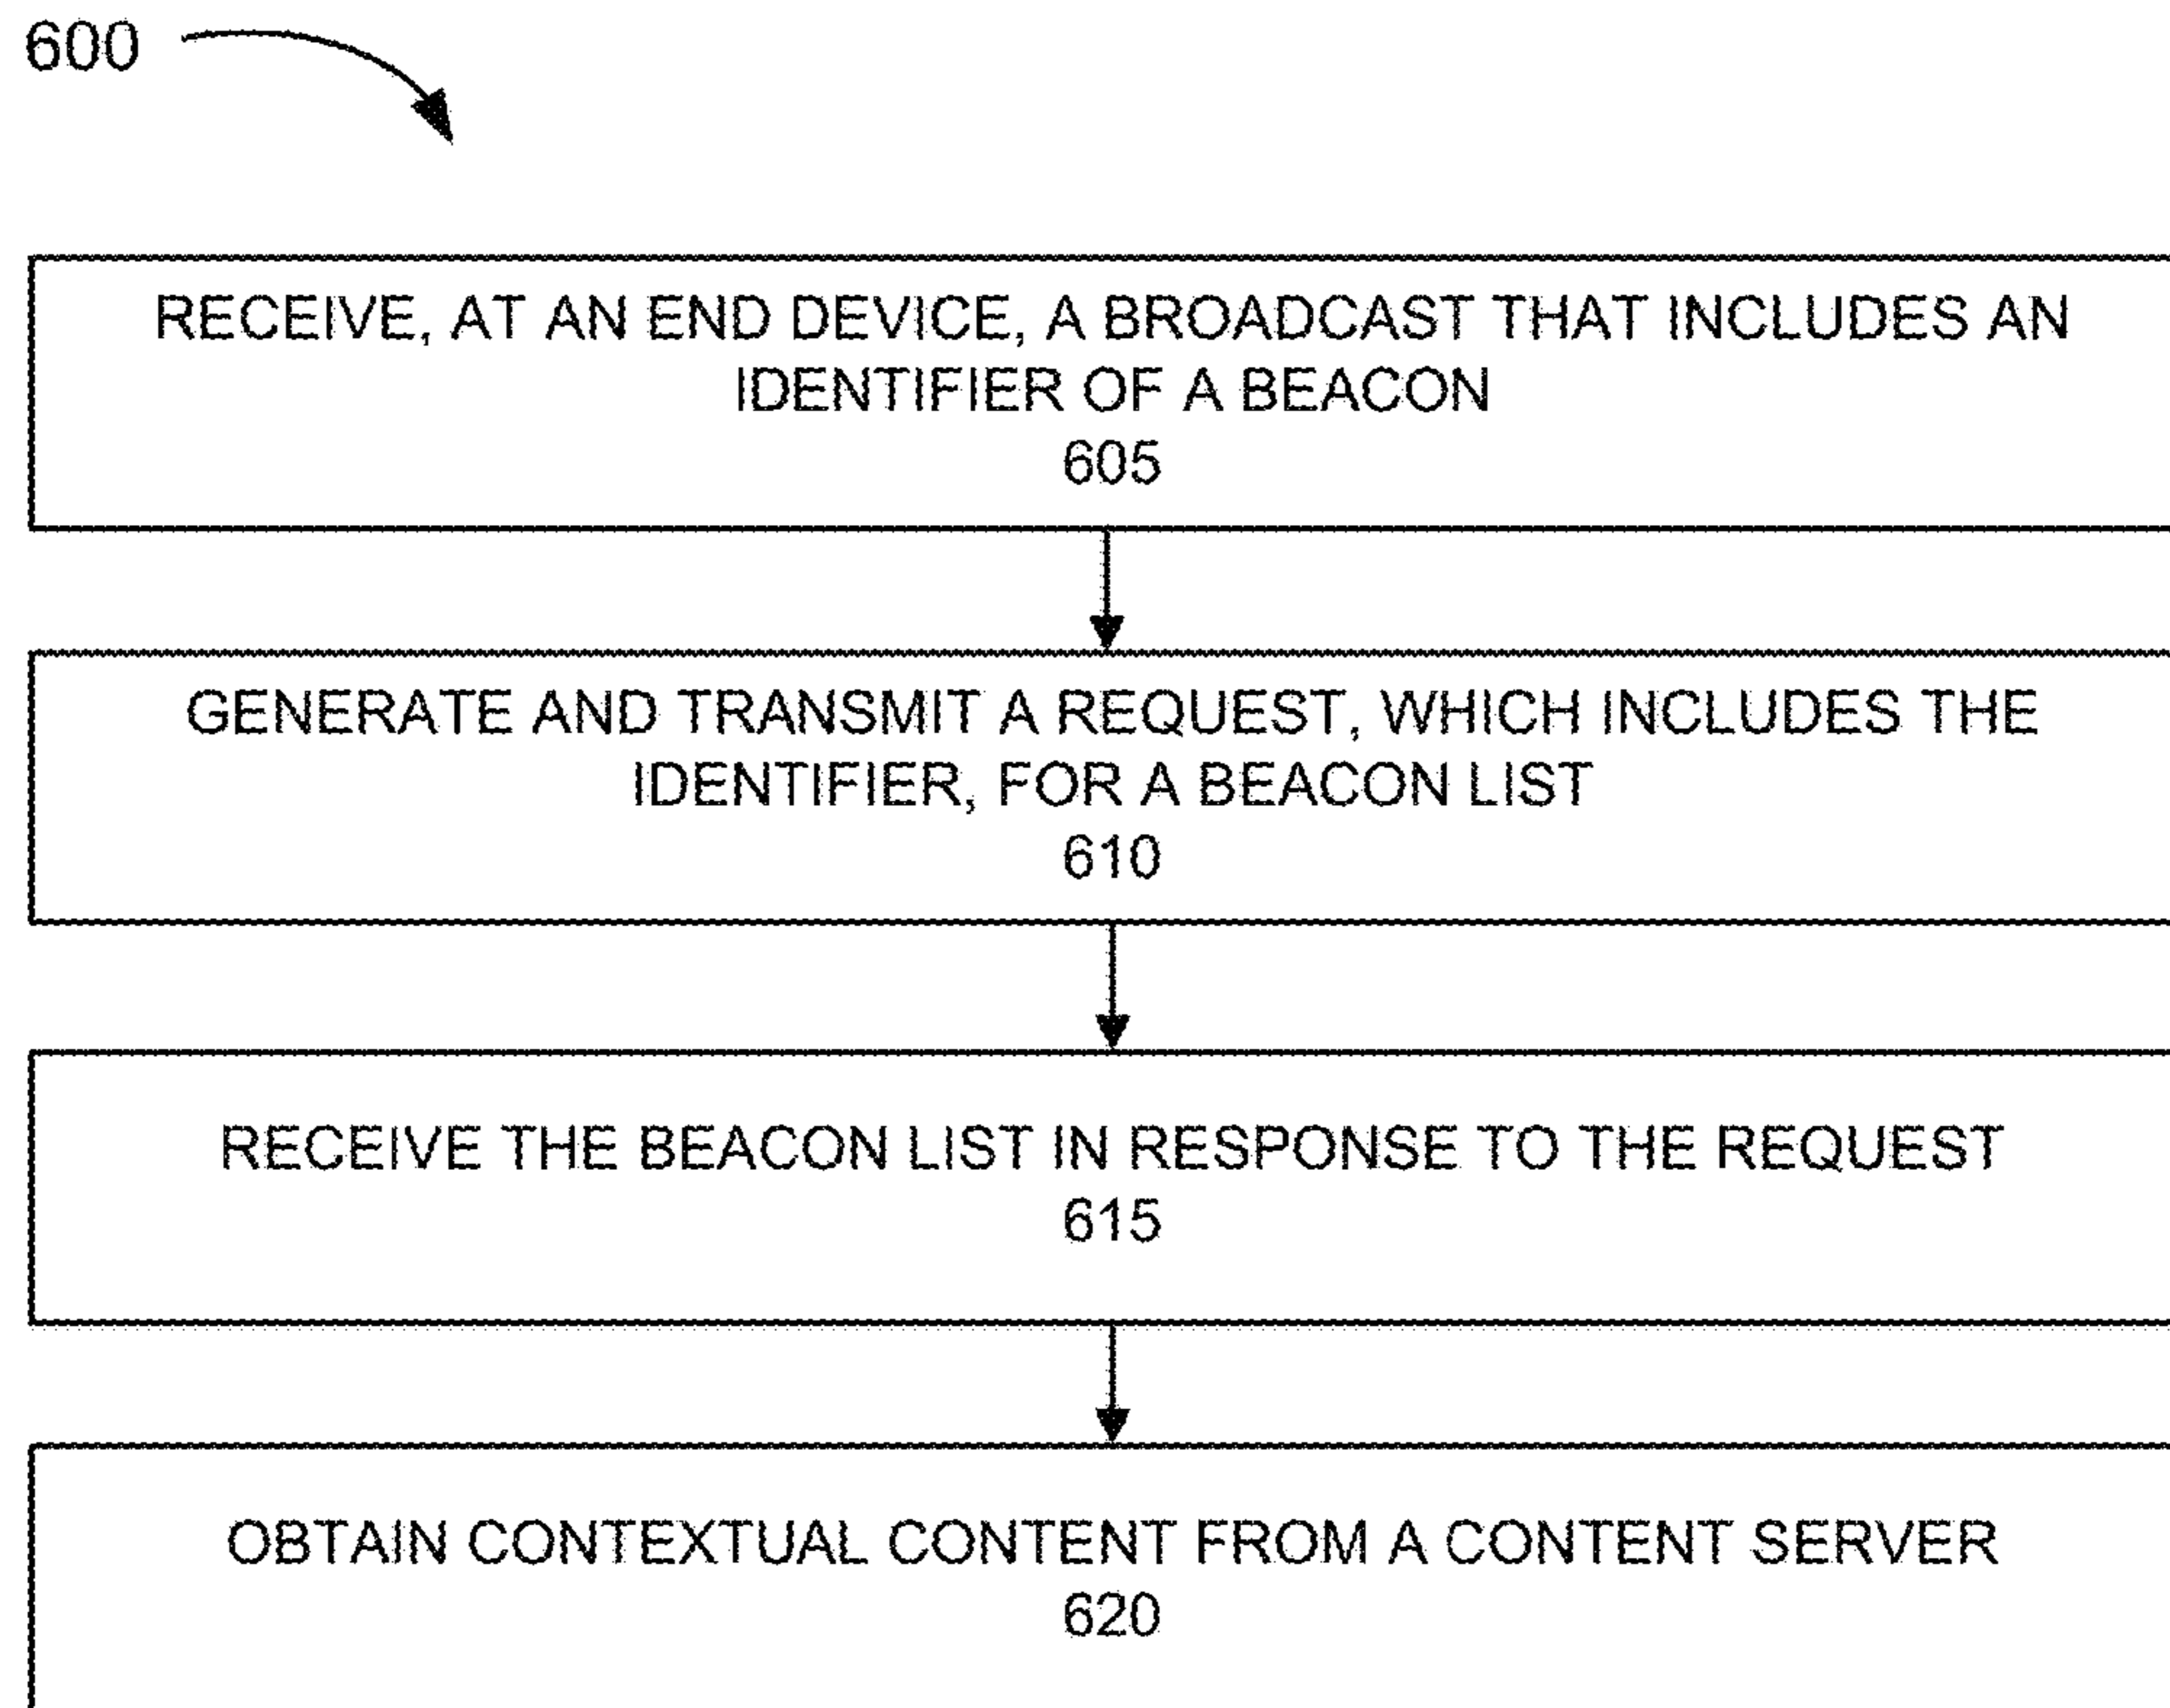 600
RECEIVE, AT AN END DEVICE, A BROADCAST THAT INCLUDES AN
IDENTIFIER OF A BEACON
605
GENERATE AND TRANSMIT A REQUEST, WHICH INCLUDES THE
IDENTIFIER, FOR A BEACON LIST
610
RECEIVE THE BEACON LIST IN RESPONSE TO THE REQUEST
615
OBTAIN CONTEXTUAL CONTENT FROM A CONTENT SERVER
620